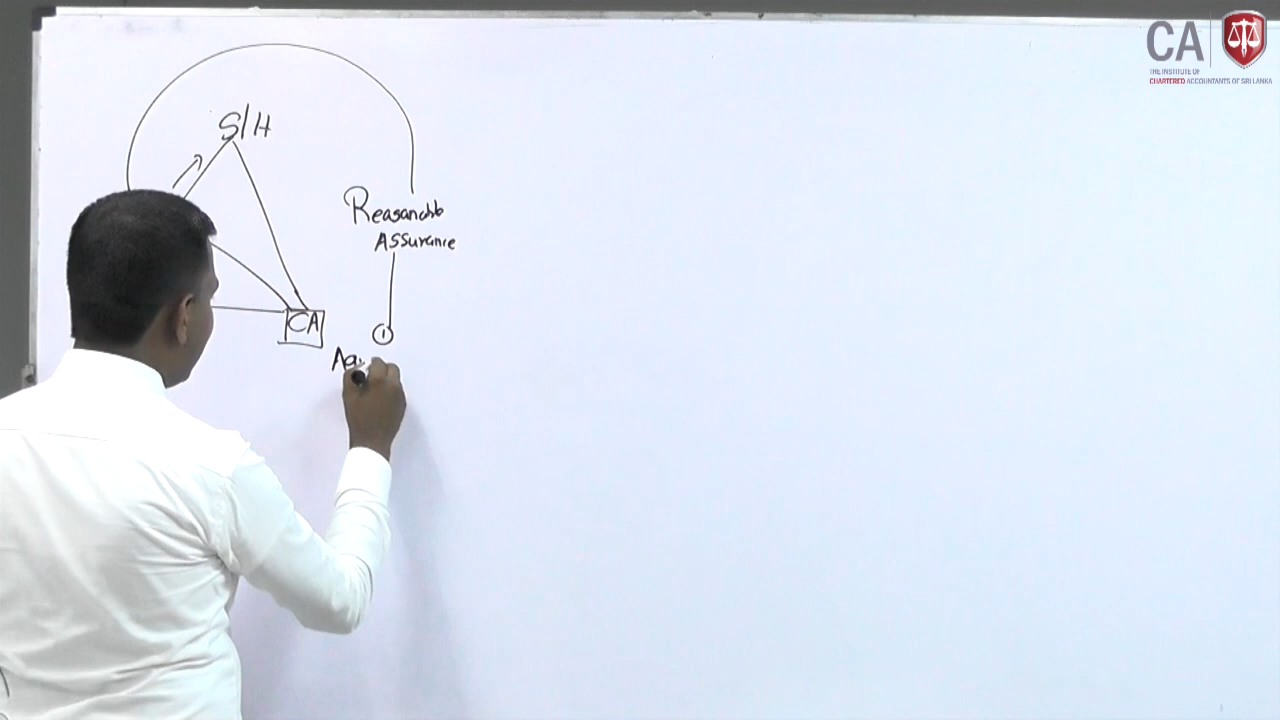 CA
THE INSTITUTE OF
CHARTERED ACCOUNTANTS OF SRI LANKA
S/H
Reasonable
Assurance
CA
1